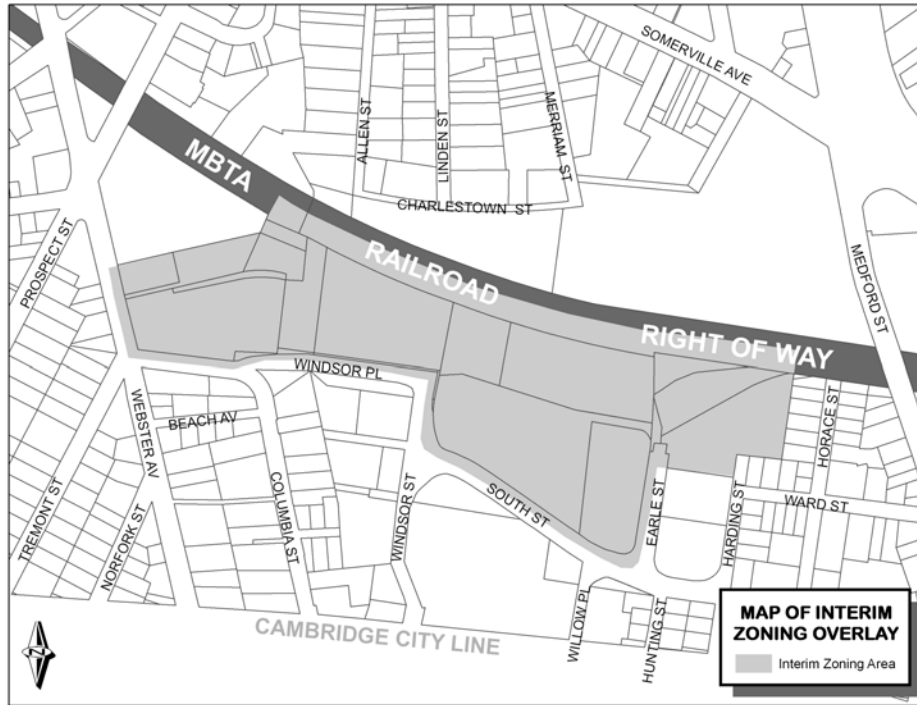 SOMERVILLE AVE
ALLEN ST
LINDEN ST
MERRIAM ST
MBTA
CHARLESTOWN ST
PROSPECT ST
RAILROAD
MEDFORD ST
RIGHT OF WAY
WINDSOR PL
WEBSTER AV
BEACH AV
HORACE ST
TREMONT ST
NORFORK ST
COLUMBIA ST
WINDSOR ST
SOUTH ST
EARLE ST
HARDING ST
WARD ST
CAMBRIDGE CITY LINE
WILLOW PL
HUNTING ST
MAP OF INTERIM
ZONING OVERLAY
Interim Zoning Area
N